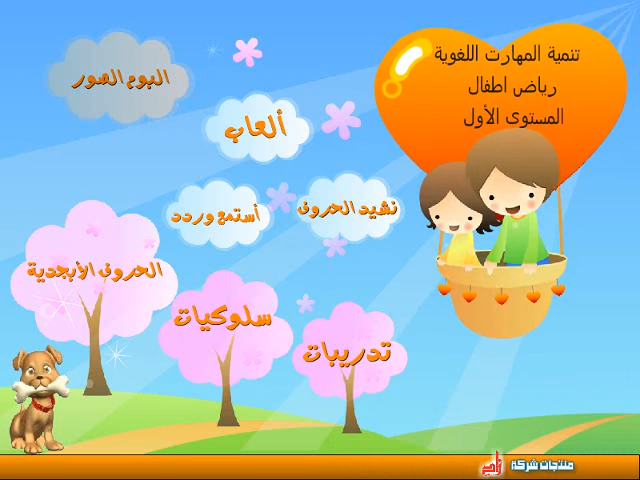 تنمية المهارت اللغوية
رياض اطفال
المستوى الأول
البوم الصور
ألعاب
نشيد الحروف
أستمع وردد
الحروف الأبجدية
سلوكيات
تدريبات
منتجات شركة